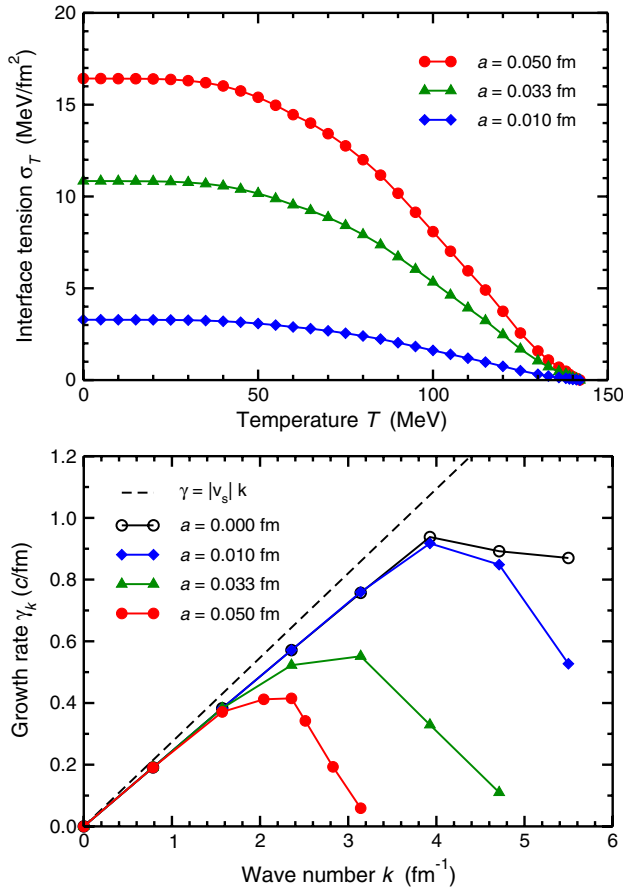 20
15
10
5
0
0
50
100
150
Interface tension σ_T (MeV/fm²)
Temperature T (MeV)
a = 0.050 fm
a = 0.033 fm
a = 0.010 fm
1.2
1.0
0.8
0.6
0.4
0.2
0.0
0
1
2
3
4
5
6
Growth rate γ_k (c/fm)
Wave number k (fm⁻¹)
γ = |v_s| k
a = 0.000 fm
a = 0.010 fm
a = 0.033 fm
a = 0.050 fm